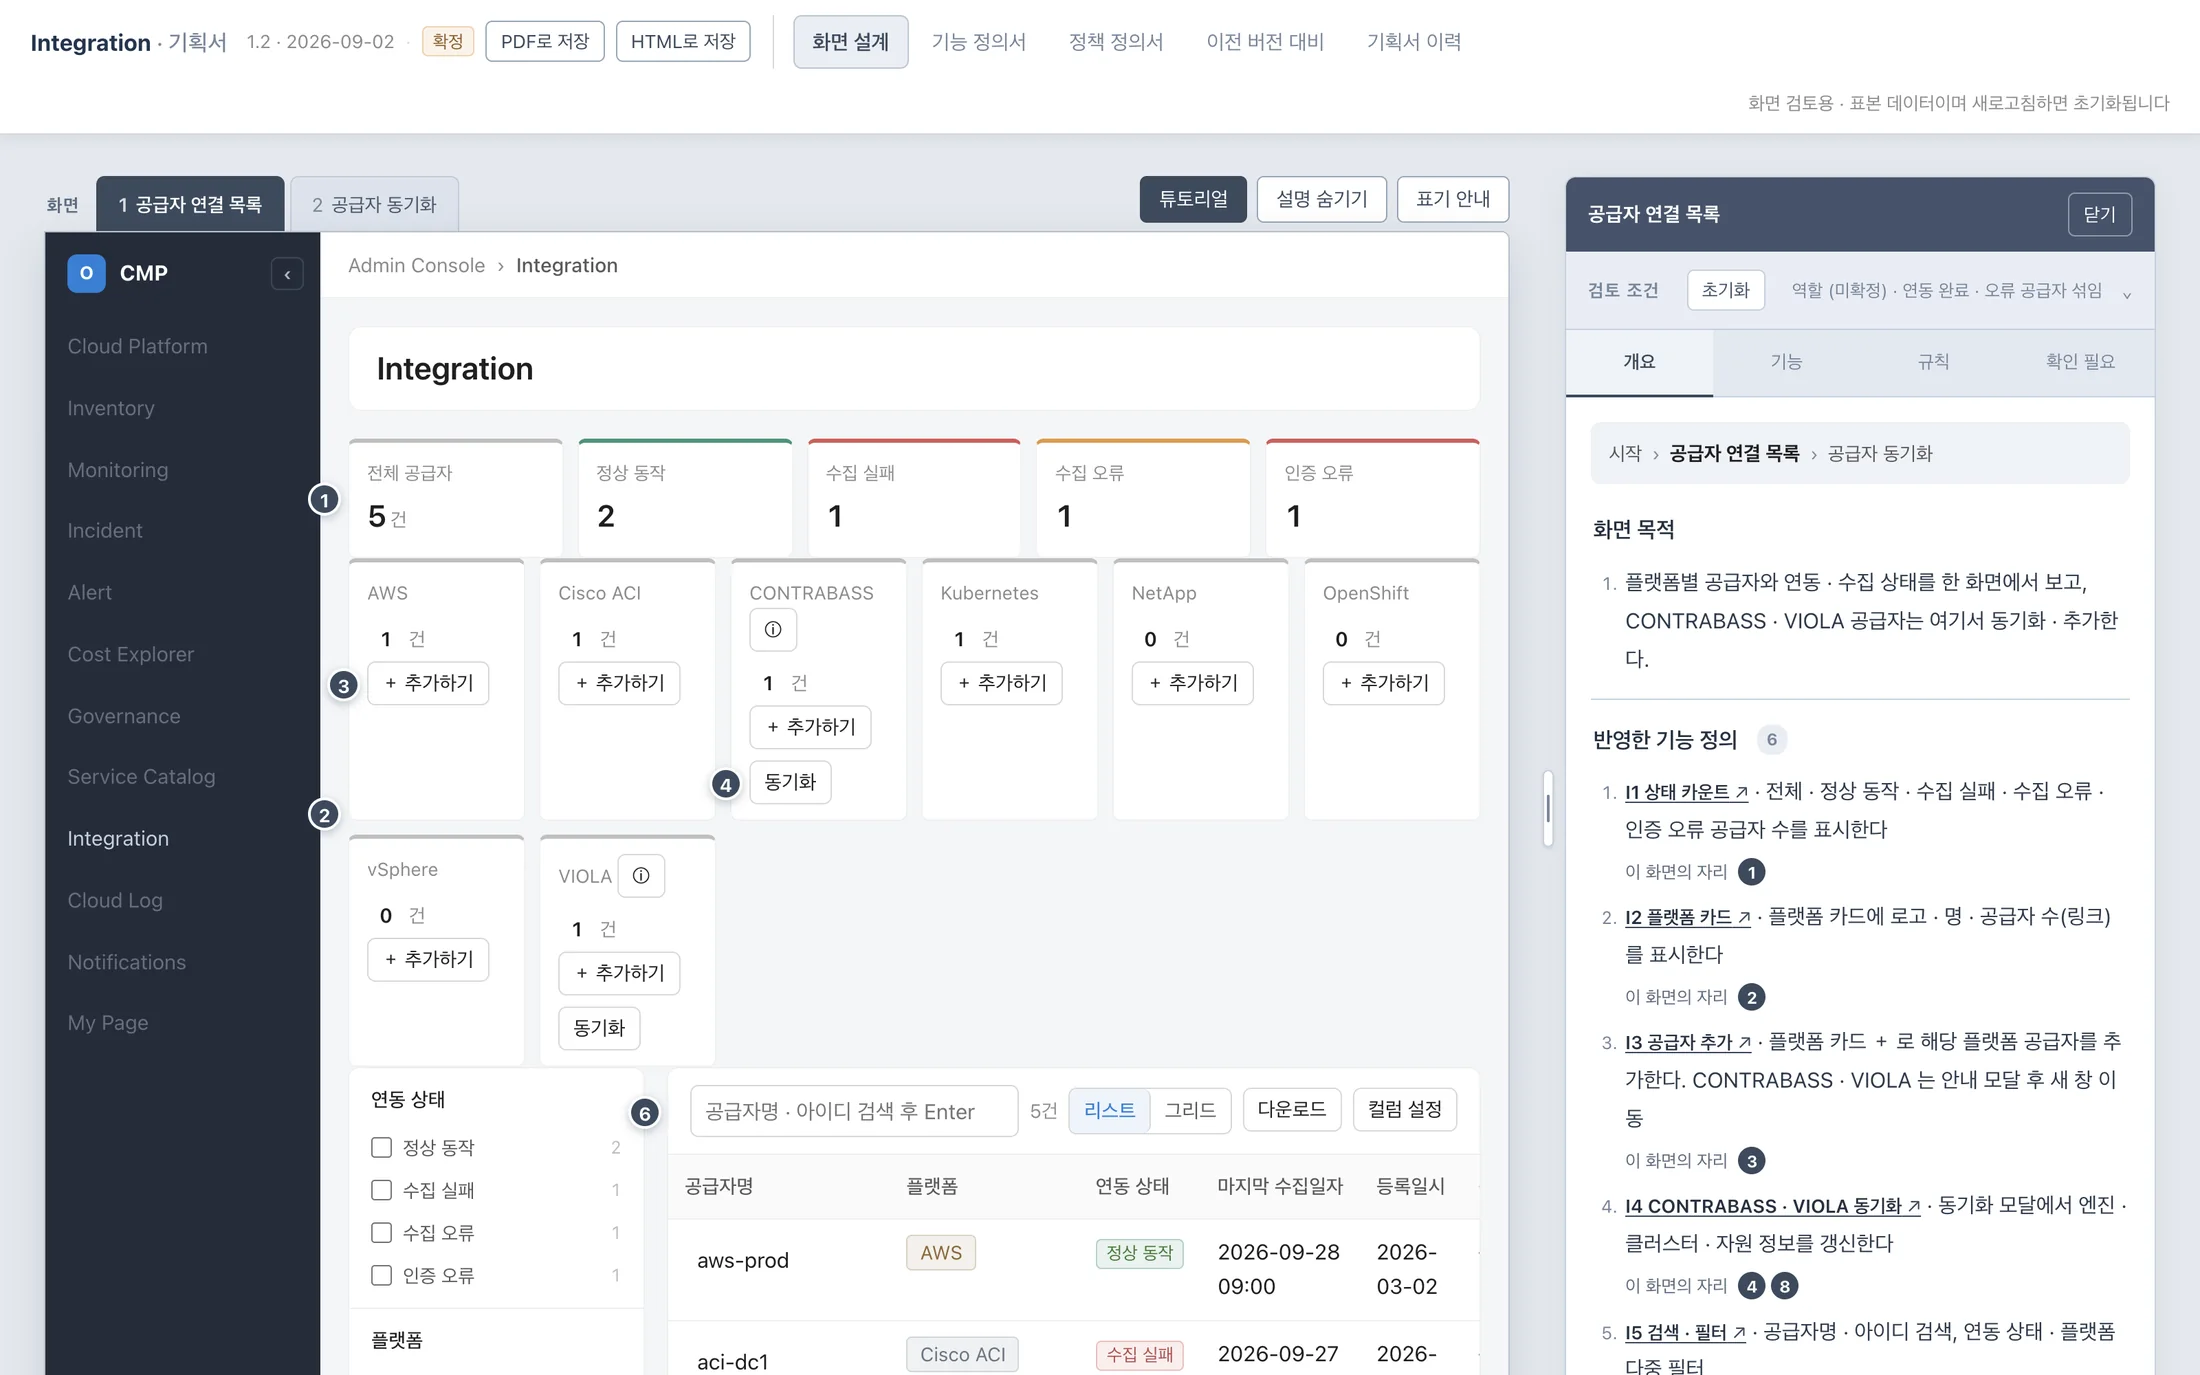 Integration · 기획서 1.2 · 2026-09-02 · 확정 PDF로 저장 HTML로 저장 화면 설계 기능 정의서 정책 정의서 이전 버전 대비 기획서 이력
화면 검토용 · 표본 데이터이며 새로고침하면 초기화됩니다
화면 1 공급자 연결 목록 2 공급자 동기화 튜토리얼 설명 숨기기 표기 안내
O CMP ‹
Cloud Platform
Inventory
Monitoring
Incident
Alert
Cost Explorer
Governance
Service Catalog
Integration
Cloud Log
Notifications
My Page
Admin Console › Integration
Integration
1
전체 공급자
5 건
정상 동작
2
수집 실패
1
수집 오류
1
인증 오류
1
2
AWS
1 건
3
+ 추가하기
Cisco ACI
1 건
+ 추가하기
CONTRABASS
ⓘ
1 건
+ 추가하기
4
동기화
Kubernetes
1 건
+ 추가하기
NetApp
0 건
+ 추가하기
OpenShift
0 건
+ 추가하기
vSphere
0 건
+ 추가하기
VIOLA ⓘ
1 건
+ 추가하기
동기화
연동 상태
정상 동작 2
수집 실패 1
수집 오류 1
인증 오류 1
플랫폼
6
공급자명 · 아이디 검색 후 Enter 5건 리스트 그리드 다운로드 컬럼 설정
공급자명 플랫폼 연동 상태 마지막 수집일자 등록일시
aws-prod AWS 정상 동작 2026-09-28 2026-
09:00 03-02
aci-dc1 Cisco ACI 수집 실패 2026-09-27 2026-
공급자 연결 목록 닫기
검토 조건 초기화 역할 (미확정) · 연동 완료 · 오류 공급자 섞임
개요 기능 규칙 확인 필요
시작 › 공급자 연결 목록 › 공급자 동기화
화면 목적
1. 플랫폼별 공급자와 연동 · 수집 상태를 한 화면에서 보고,
CONTRABASS · VIOLA 공급자는 여기서 동기화 · 추가한
다.
반영한 기능 정의 6
1. I1 상태 카운트 ↗ · 전체 · 정상 동작 · 수집 실패 · 수집 오류 ·
인증 오류 공급자 수를 표시한다
이 화면의 자리 1
2. I2 플랫폼 카드 ↗ · 플랫폼 카드에 로고 · 명 · 공급자 수(링크)
를 표시한다
이 화면의 자리 2
3. I3 공급자 추가 ↗ · 플랫폼 카드 + 로 해당 플랫폼 공급자를 추
가한다. CONTRABASS · VIOLA 는 안내 모달 후 새 창 이
동
이 화면의 자리 3
4. I4 CONTRABASS · VIOLA 동기화 ↗ · 동기화 모달에서 엔진 ·
클러스터 · 자원 정보를 갱신한다
이 화면의 자리 4 8
5. I5 검색 · 필터 ↗ · 공급자명 · 아이디 검색, 연동 상태 · 플랫폼
다중 필터